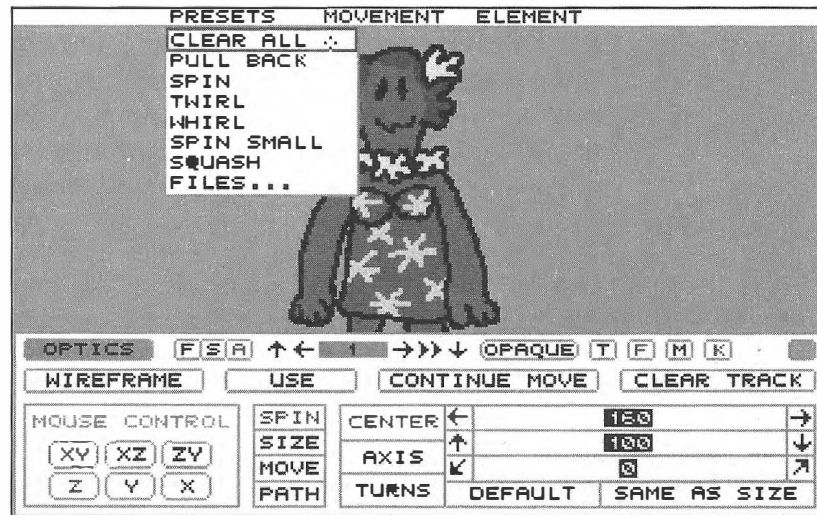 PRESETS MOVEMENT ELEMENT
CLEAR ALL
PULL BACK
SPIN
TWIRL
WHIRL
SPIN SMALL
SQUASH
FILES...
OPTICS F S A 1 OPAQUE T F M K
WIREFRAME USE CONTINUE MOVE CLEAR TRACK
MOUSE CONTROL
XY XZ ZY
Z Y X
SPIN
SIZE
MOVE
PATH
CENTER
AXIS
TURNS
160
100
0
DEFAULT SAME AS SIZE